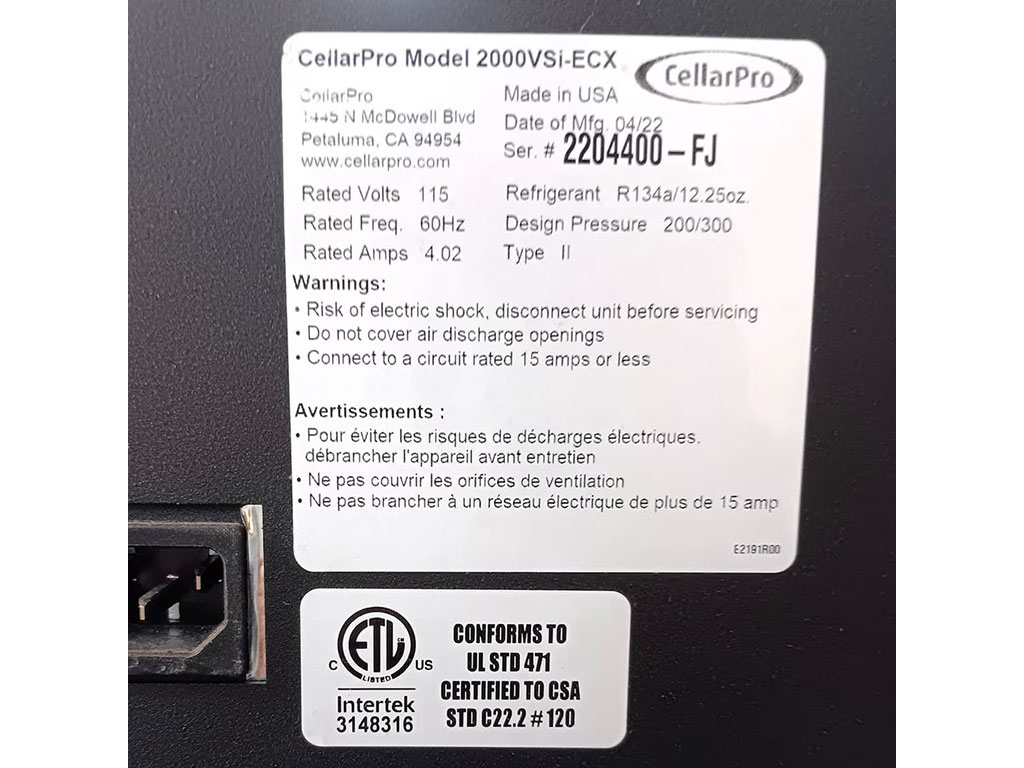 CellarPro Model 2000VSi-ECX
CellarPro
CellarPro
1445 N McDowell Blvd
Petaluma, CA 94954
www.cellarpro.com
Made in USA
Date of Mfg. 04/22
Ser. # 2204400-FJ
Rated Volts 115
Rated Freq. 60Hz
Rated Amps 4.02
Refrigerant R134a/12.25oz.
Design Pressure 200/300
Type II
Warnings:
• Risk of electric shock, disconnect unit before servicing
• Do not cover air discharge openings
• Connect to a circuit rated 15 amps or less
Avertissements :
• Pour éviter les risques de décharges électriques.
débrancher l'appareil avant entretien
• Ne pas couvrir les orifices de ventilation
• Ne pas brancher à un réseau électrique de plus de 15 amp
E2191R00
C ETL CM US
LISTED
Intertek
3148316
CONFORMS TO
UL STD 471
CERTIFIED TO CSA
STD C22.2 # 120